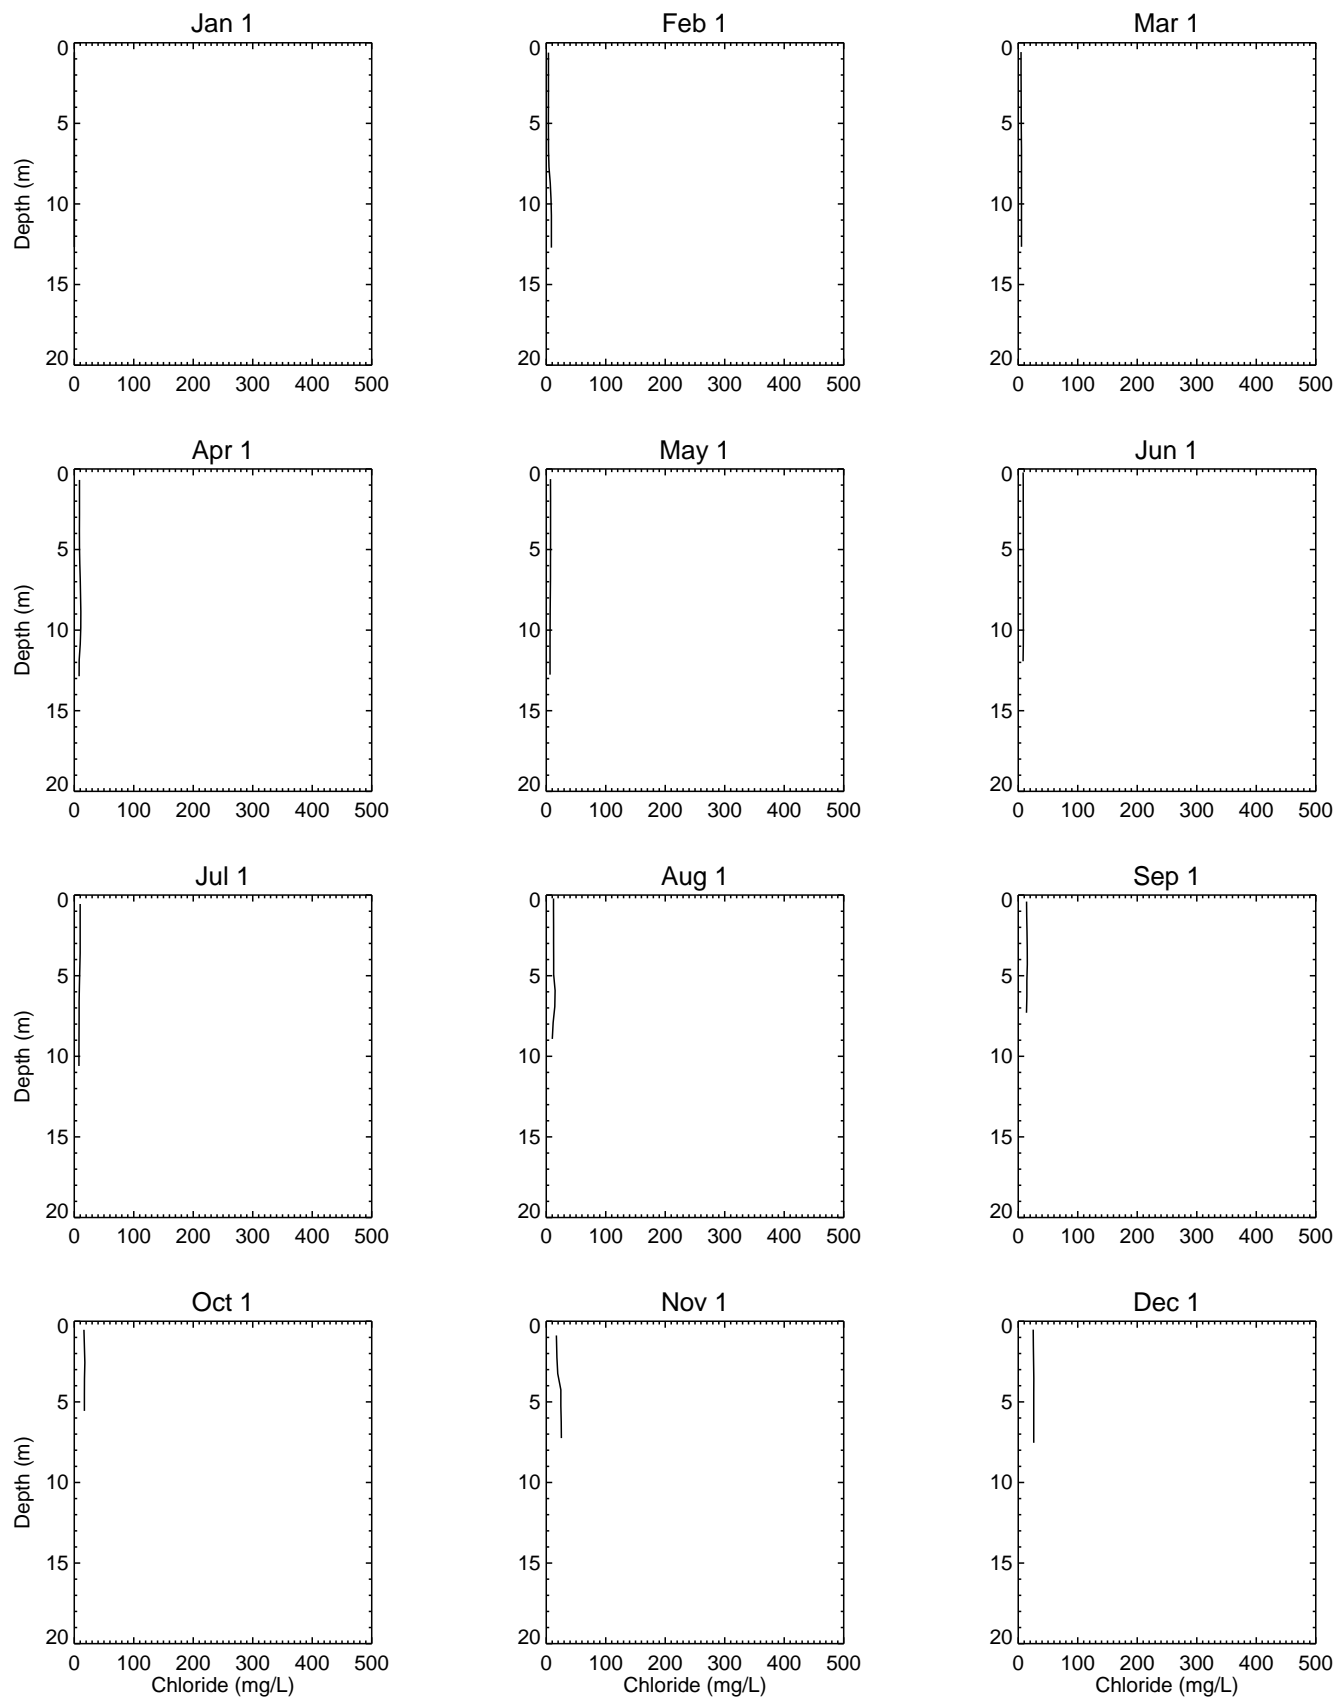 Jan 1 Feb 1 Mar 1
0 0 0
5 5 5
Depth (m)
10 10 10
15 15 15
20 20 20
0 100 200 300 400 500 0 100 200 300 400 500 0 100 200 300 400 500
Apr 1 May 1 Jun 1
0 0 0
5 5 5
Depth (m)
10 10 10
15 15 15
20 20 20
0 100 200 300 400 500 0 100 200 300 400 500 0 100 200 300 400 500
Jul 1 Aug 1 Sep 1
0 0 0
5 5 5
Depth (m)
10 10 10
15 15 15
20 20 20
0 100 200 300 400 500 0 100 200 300 400 500 0 100 200 300 400 500
Oct 1 Nov 1 Dec 1
0 0 0
5 5 5
Depth (m)
10 10 10
15 15 15
20 20 20
0 100 200 300 400 500 0 100 200 300 400 500 0 100 200 300 400 500
Chloride (mg/L) Chloride (mg/L) Chloride (mg/L)